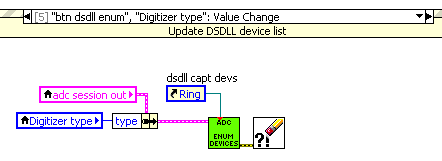 [5] "btn dsdll enum", "Digitizer type": Value Change
Update DSDLL device list
dsdll capt devs
adc session out
Ring
Digitizer type
type
ADC
ENUM
DEVICES
?!